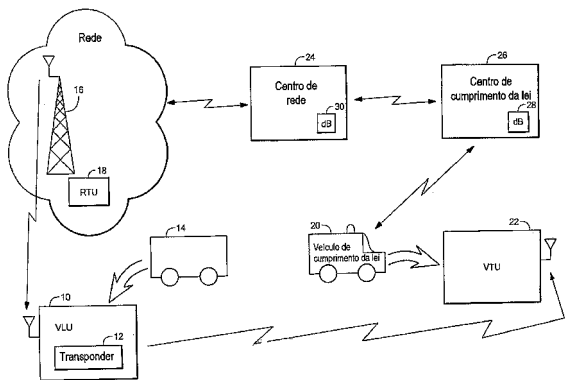 Rede
16
18
RTU
24
Centro de
rede
30
dB
26
Centro de
cumprimento da lei
28
dB
14
20
Veículo de
cumprimento da lei
22
VTU
10
VLU
12
Transponder